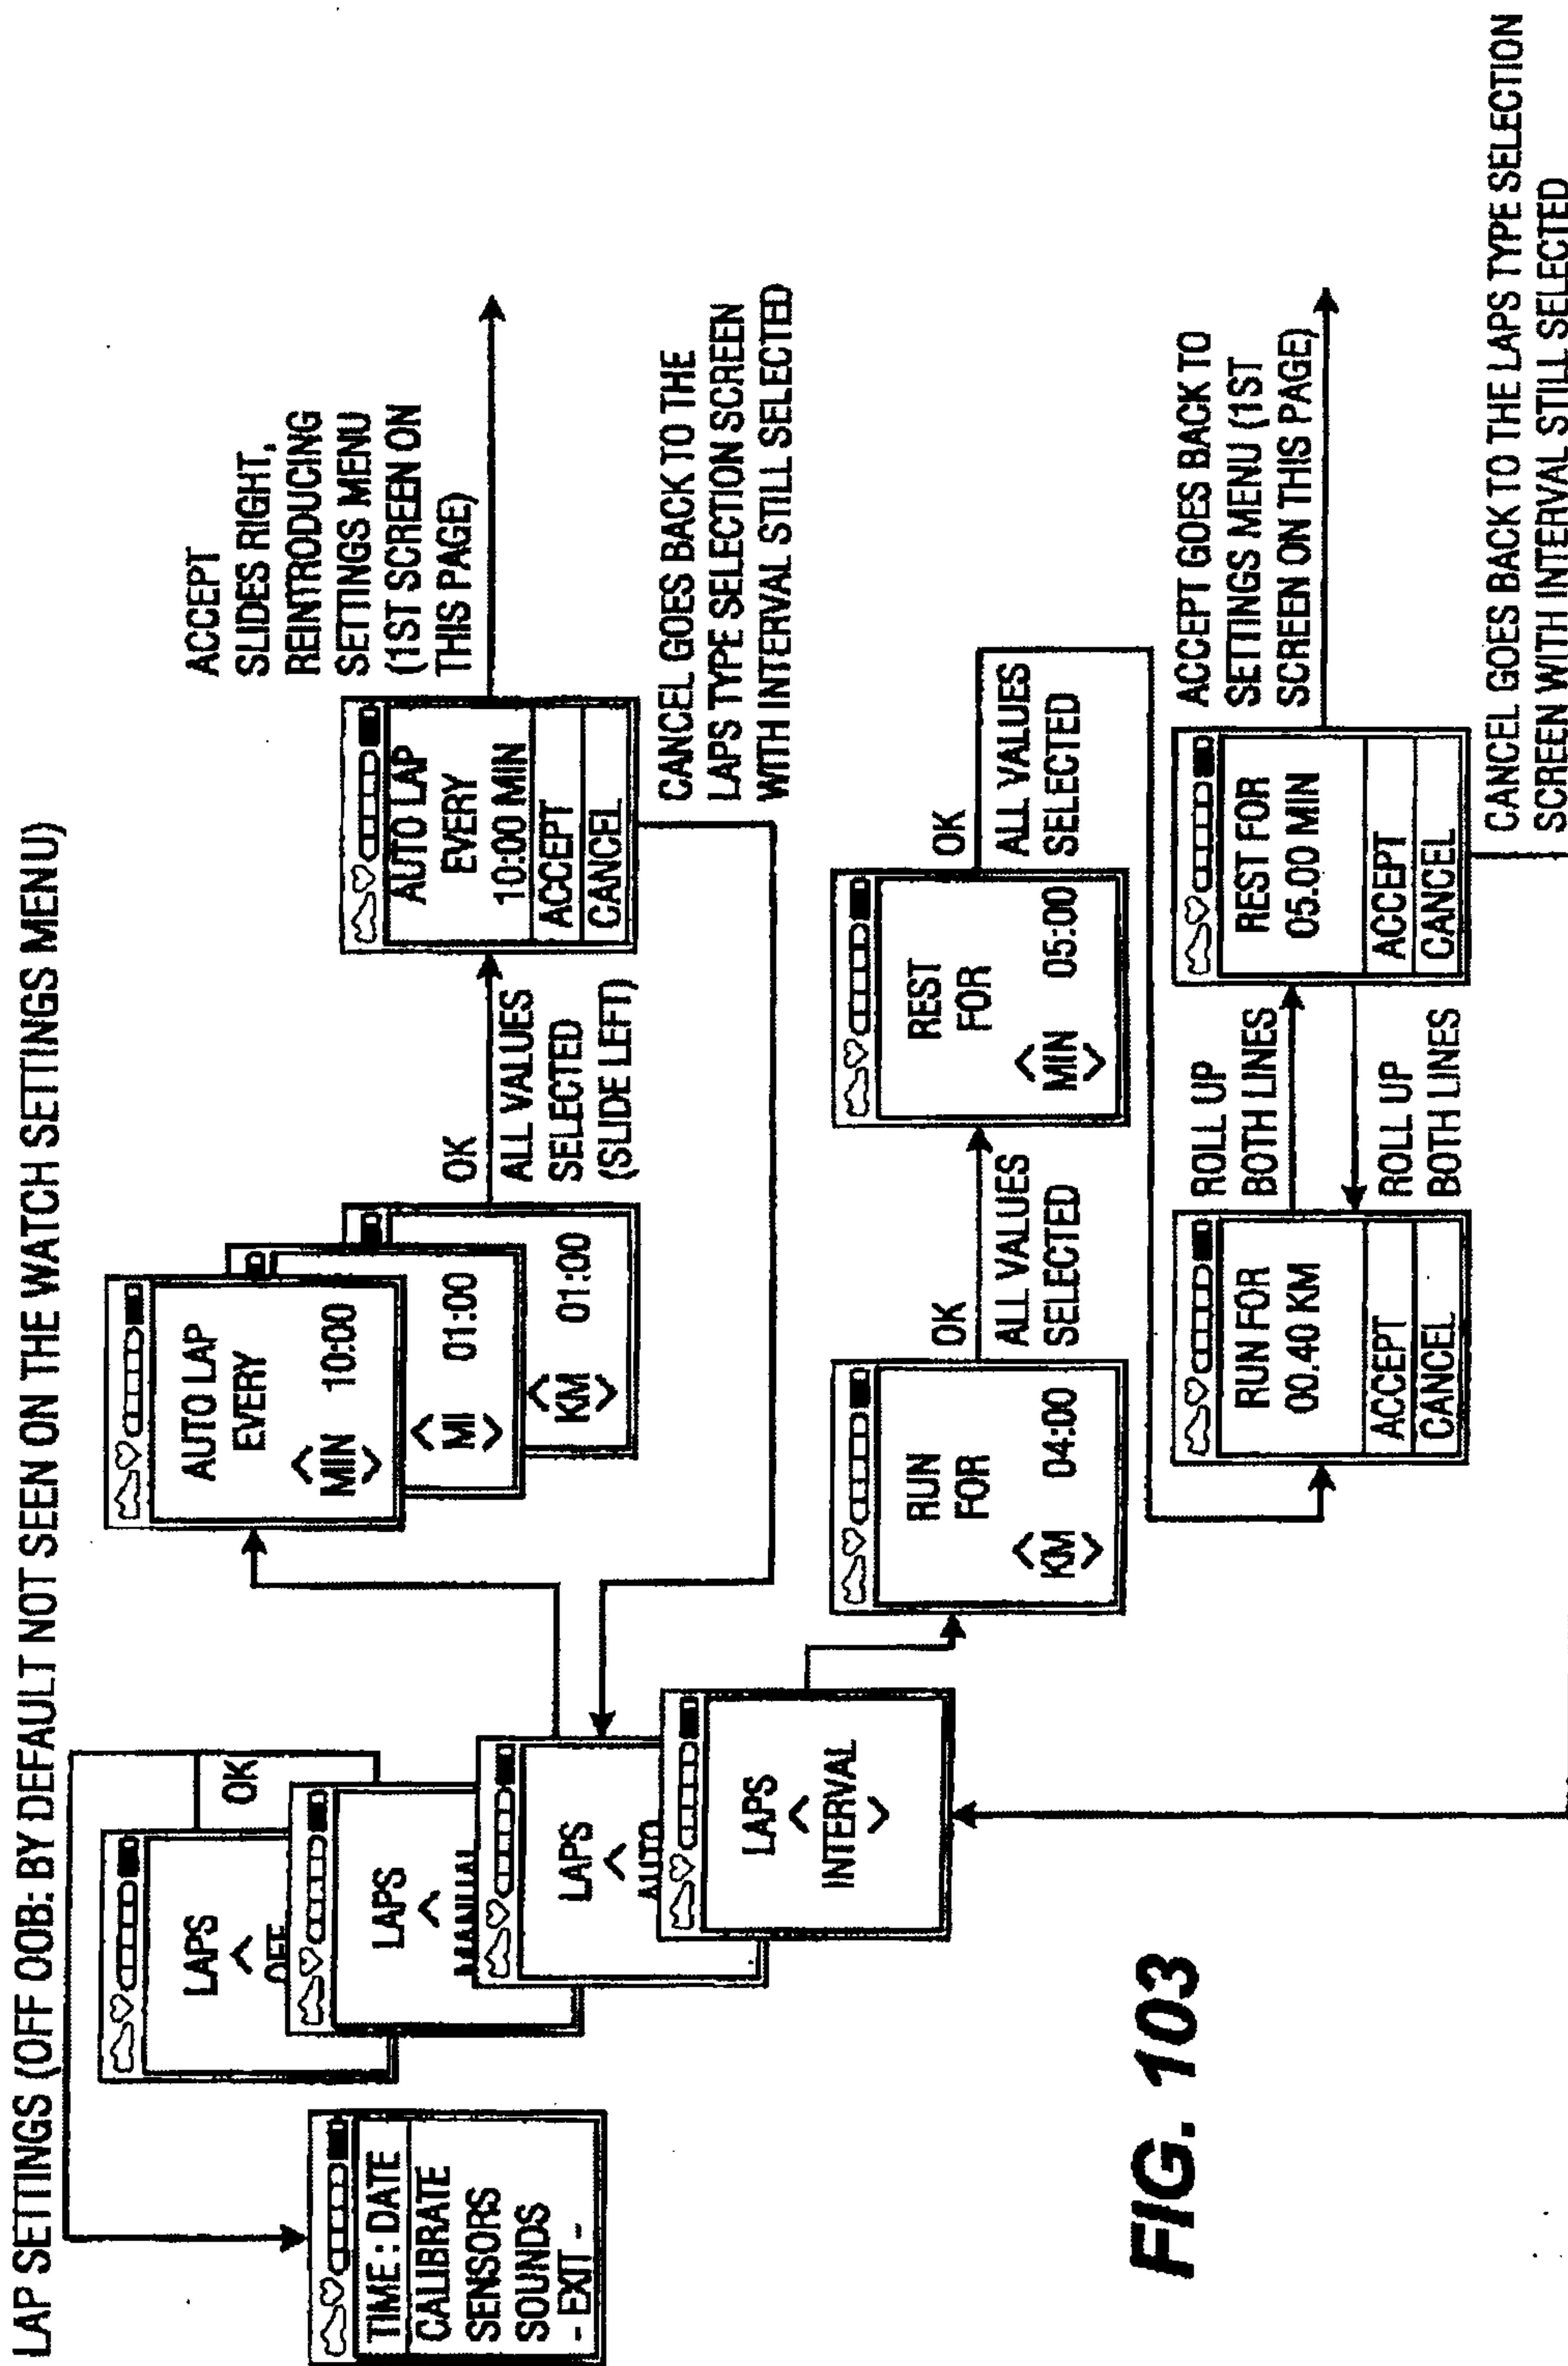 LAP SETTINGS (OFF OOB: BY DEFAULT NOT SEEN ON THE WATCH SETTINGS MENU)
TIME : DATE
CALIBRATE
SENSORS
SOUNDS
- EXIT -
LAPS
<
OFF
OK
LAPS
<
MANUAL
LAPS
<
AUTO
LAPS
<
INTERVAL
>
AUTO LAP
EVERY
<
MIN 10:00
>
<
MI 01:00
>
<
KM 01:00
>
OK
ALL VALUES
SELECTED
(SLIDE LEFT)
AUTO LAP
EVERY
10:00 MIN
ACCEPT
CANCEL
ACCEPT
SLIDES RIGHT,
REINTRODUCING
SETTINGS MENU
(1ST SCREEN ON
THIS PAGE)
CANCEL GOES BACK TO THE
LAPS TYPE SELECTION SCREEN
WITH INTERVAL STILL SELECTED
RUN
FOR
<
KM 04:00
>
OK
ALL VALUES
SELECTED
REST
FOR
<
MIN 05:00
>
OK
ALL VALUES
SELECTED
RUN FOR
00.40 KM
ACCEPT
CANCEL
ROLL UP
BOTH LINES
ROLL UP
BOTH LINES
REST FOR
05.00 MIN
ACCEPT
CANCEL
ACCEPT GOES BACK TO
SETTINGS MENU (1ST
SCREEN ON THIS PAGE)
CANCEL GOES BACK TO THE LAPS TYPE SELECTION
SCREEN WITH INTERVAL STILL SELECTED
FIG. 103